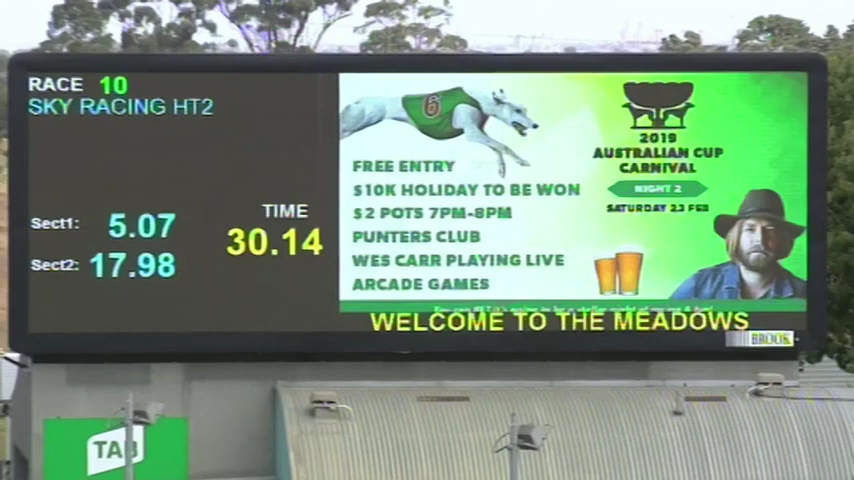 RACE 10
SKY RACING HT2
Sect1: 5.07
Sect2: 17.98
TIME
30.14
6
FREE ENTRY
$10K HOLIDAY TO BE WON
$2 POTS 7PM-8PM
PUNTERS CLUB
WES CARR PLAYING LIVE
ARCADE GAMES
2019
AUSTRALIAN CUP
CARNIVAL
NIGHT 2
SATURDAY 23 FEB
WELCOME TO THE MEADOWS
BROOK
TAB